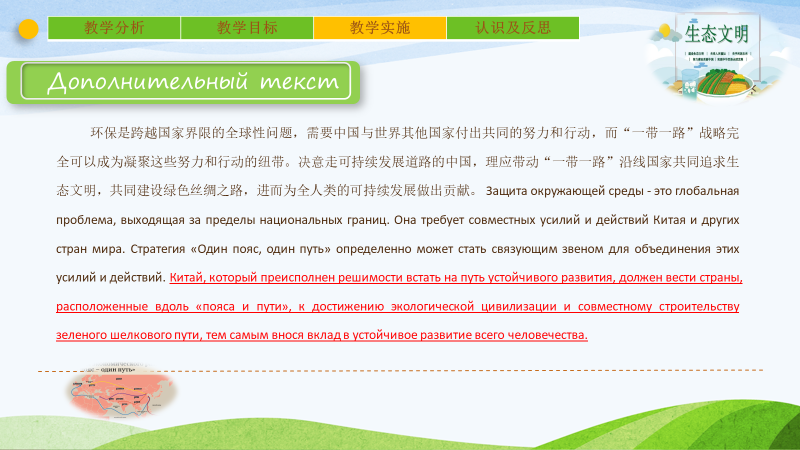 教学分析 教学目标 教学实施 认识及反思
生态文明
Дополнительный текст
环保是跨越国家界限的全球性问题，需要中国与世界其他国家付出共同的努力和行动，而“一带一路”战略完
全可以成为凝聚这些努力和行动的纽带。决意走可持续发展道路的中国，理应带动“一带一路”沿线国家共同追求生
态文明，共同建设绿色丝绸之路，进而为全人类的可持续发展做出贡献。Защита окружающей среды - это глобальная
проблема, выходящая за пределы национальных границ. Она требует совместных усилий и действий Китая и других
стран мира. Стратегия «Один пояс, один путь» определенно может стать связующим звеном для объединения этих
усилий и действий. Китай, который преисполнен решимости встать на путь устойчивого развития, должен вести страны,
расположенные вдоль «пояса и пути», к достижению экологической цивилизации и совместному строительству
зеленого шелкового пути, тем самым внося вклад в устойчивое развитие всего человечества.
– один путь»